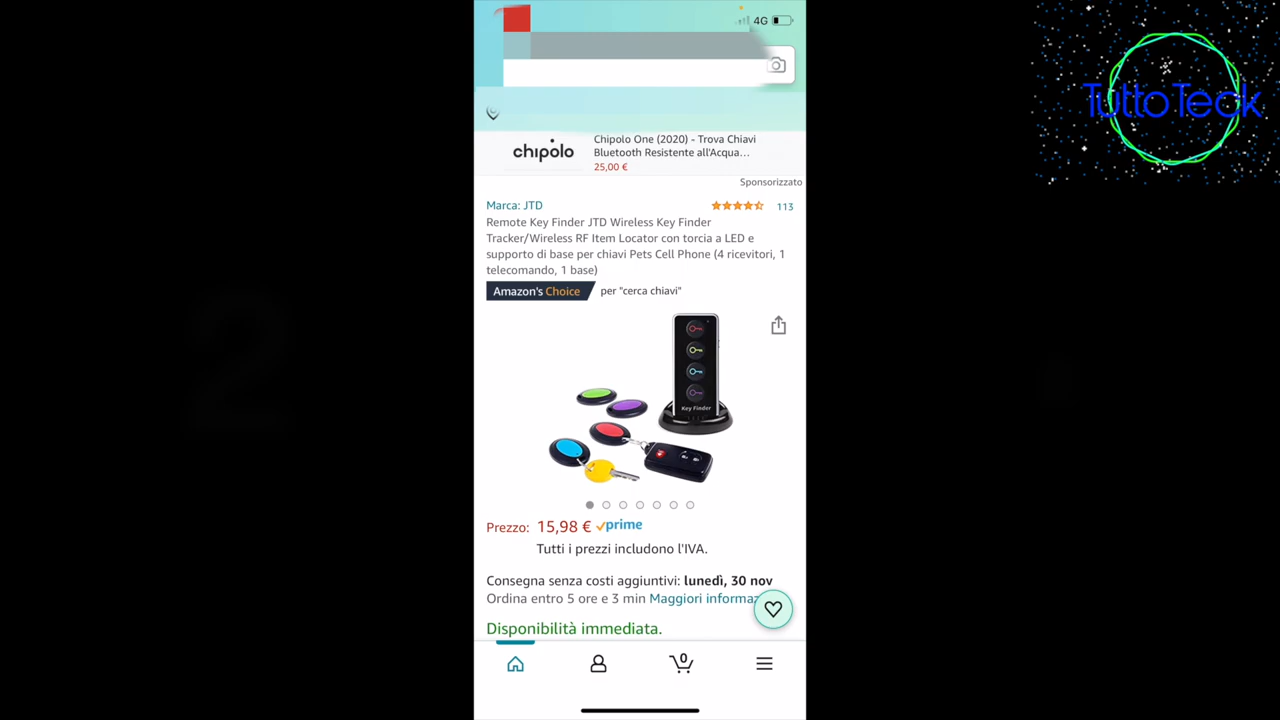 4G
TuttoTeck
chipolo
Chipolo One (2020) - Trova Chiavi
Bluetooth Resistente all'Acqua...
25,00 €
Sponsorizzato
Marca: JTD
113
Remote Key Finder JTD Wireless Key Finder
Tracker/Wireless RF Item Locator con torcia a LED e
supporto di base per chiavi Pets Cell Phone (4 ricevitori, 1
telecomando, 1 base)
Amazon's Choice per "cerca chiavi"
Key Finder
Prezzo: 15,98 € prime
Tutti i prezzi includono l'IVA.
Consegna senza costi aggiuntivi: lunedì, 30 nov
Ordina entro 5 ore e 3 min Maggiori informaz
Disponibilità immediata.
0
2